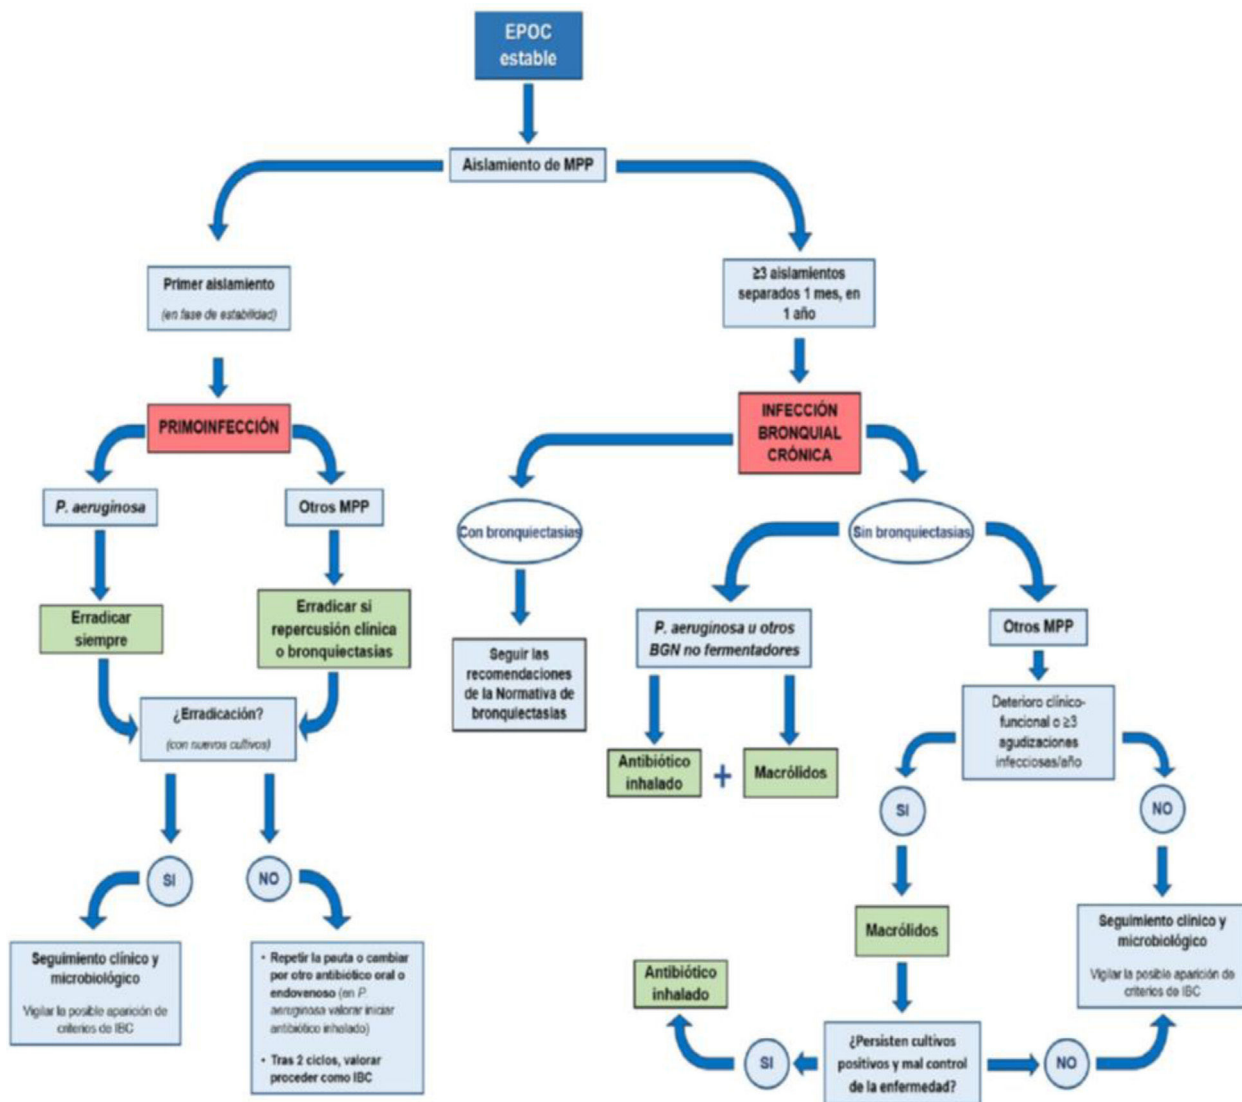 EPOC
estable
Aislamiento de MPP
Primer aislamiento
(en fase de estabilidad)
≥3 aislamientos
separados 1 mes, en
1 año
PRIMOINFECCIÓN
INFECCIÓN
BRONQUIAL
CRÓNICA
P. aeruginosa
Otros MPP
Con bronquiectasias
Sin bronquiectasias
Erradicar
siempre
Erradicar si
repercusión clínica
o bronquiectasias
Seguir las
recomendaciones
de la Normativa de
bronquiectasias
P. aeruginosa u otros
BGN no fermentadores
Otros MPP
¿Erradicación?
(con nuevos cultivos)
Antibiótico
inhalado
+
Macrólidos
Deterioro clínico-
funcional o ≥3
agudizaciones
infecciosas/año
SI
NO
SI
NO
Seguimiento clínico y
microbiológico
Vigilar la posible aparición de
criterios de IBC
• Repetir la pauta o cambiar
por otro antibiótico oral o
endovenoso (en P.
aeruginosa valorar iniciar
antibiótico inhalado)
• Tras 2 ciclos, valorar
proceder como IBC
Macrólidos
Seguimiento clínico y
microbiológico
Vigilar la posible aparición de
criterios de IBC
Antibiótico
inhalado
¿Persisten cultivos
positivos y mal control
de la enfermedad?
SI
NO